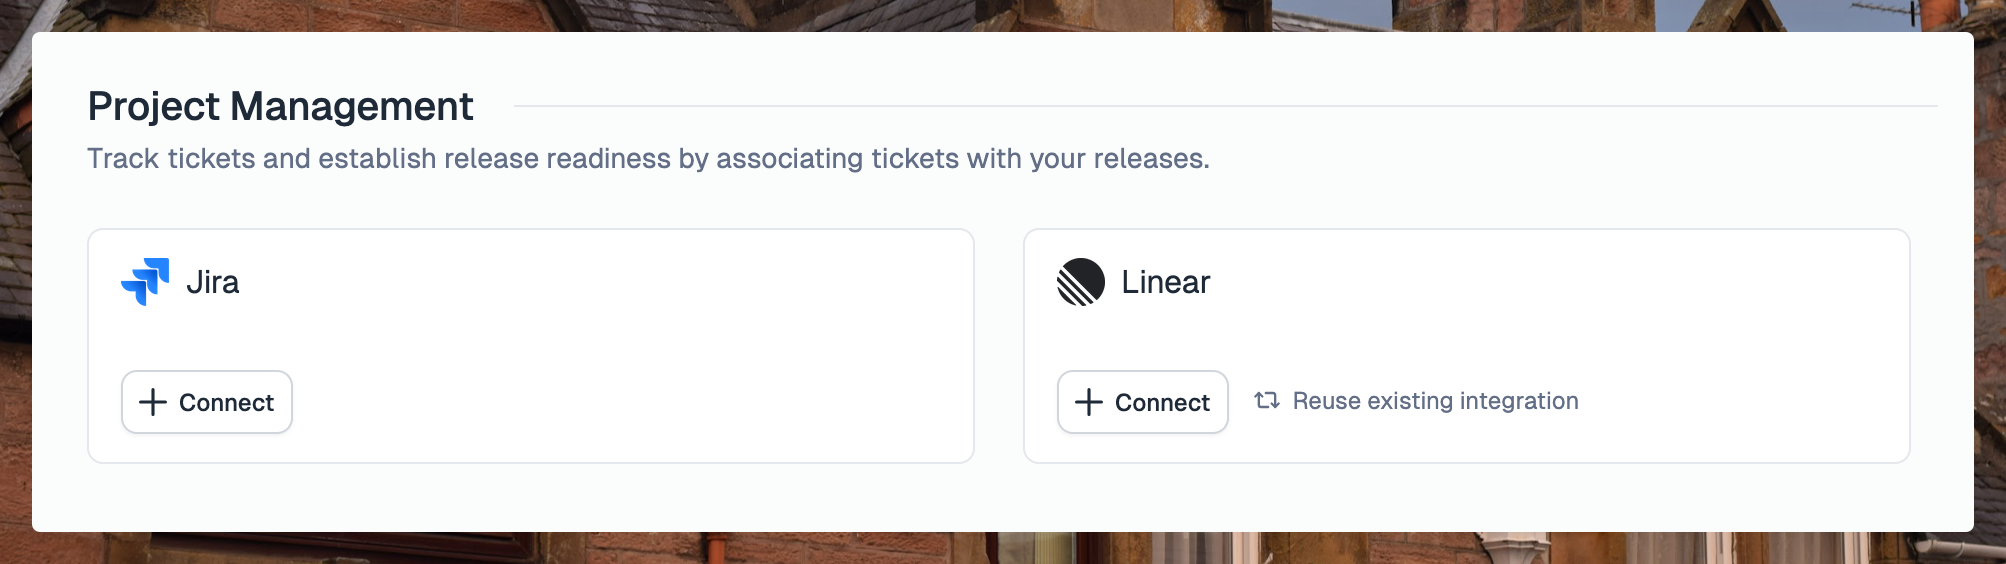 Project Management
Track tickets and establish release readiness by associating tickets with your releases.
Jira
Linear
Connect
Connect
Reuse existing integration